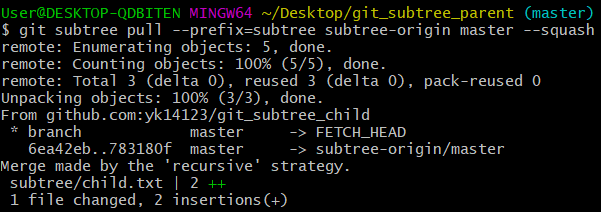 User@DESKTOP-QDBITEN MINGW64 ~/Desktop/git_subtree_parent (master)
$ git subtree pull --prefix=subtree subtree-origin master --squash
remote: Enumerating objects: 5, done.
remote: Counting objects: 100% (5/5), done.
remote: Total 3 (delta 0), reused 3 (delta 0), pack-reused 0
Unpacking objects: 100% (3/3), done.
From github.com:yk14123/git_subtree_child
 * branch            master     -> FETCH_HEAD
   6ea42eb..783180f  master     -> subtree-origin/master
Merge made by the 'recursive' strategy.
 subtree/child.txt | 2 ++
 1 file changed, 2 insertions(+)